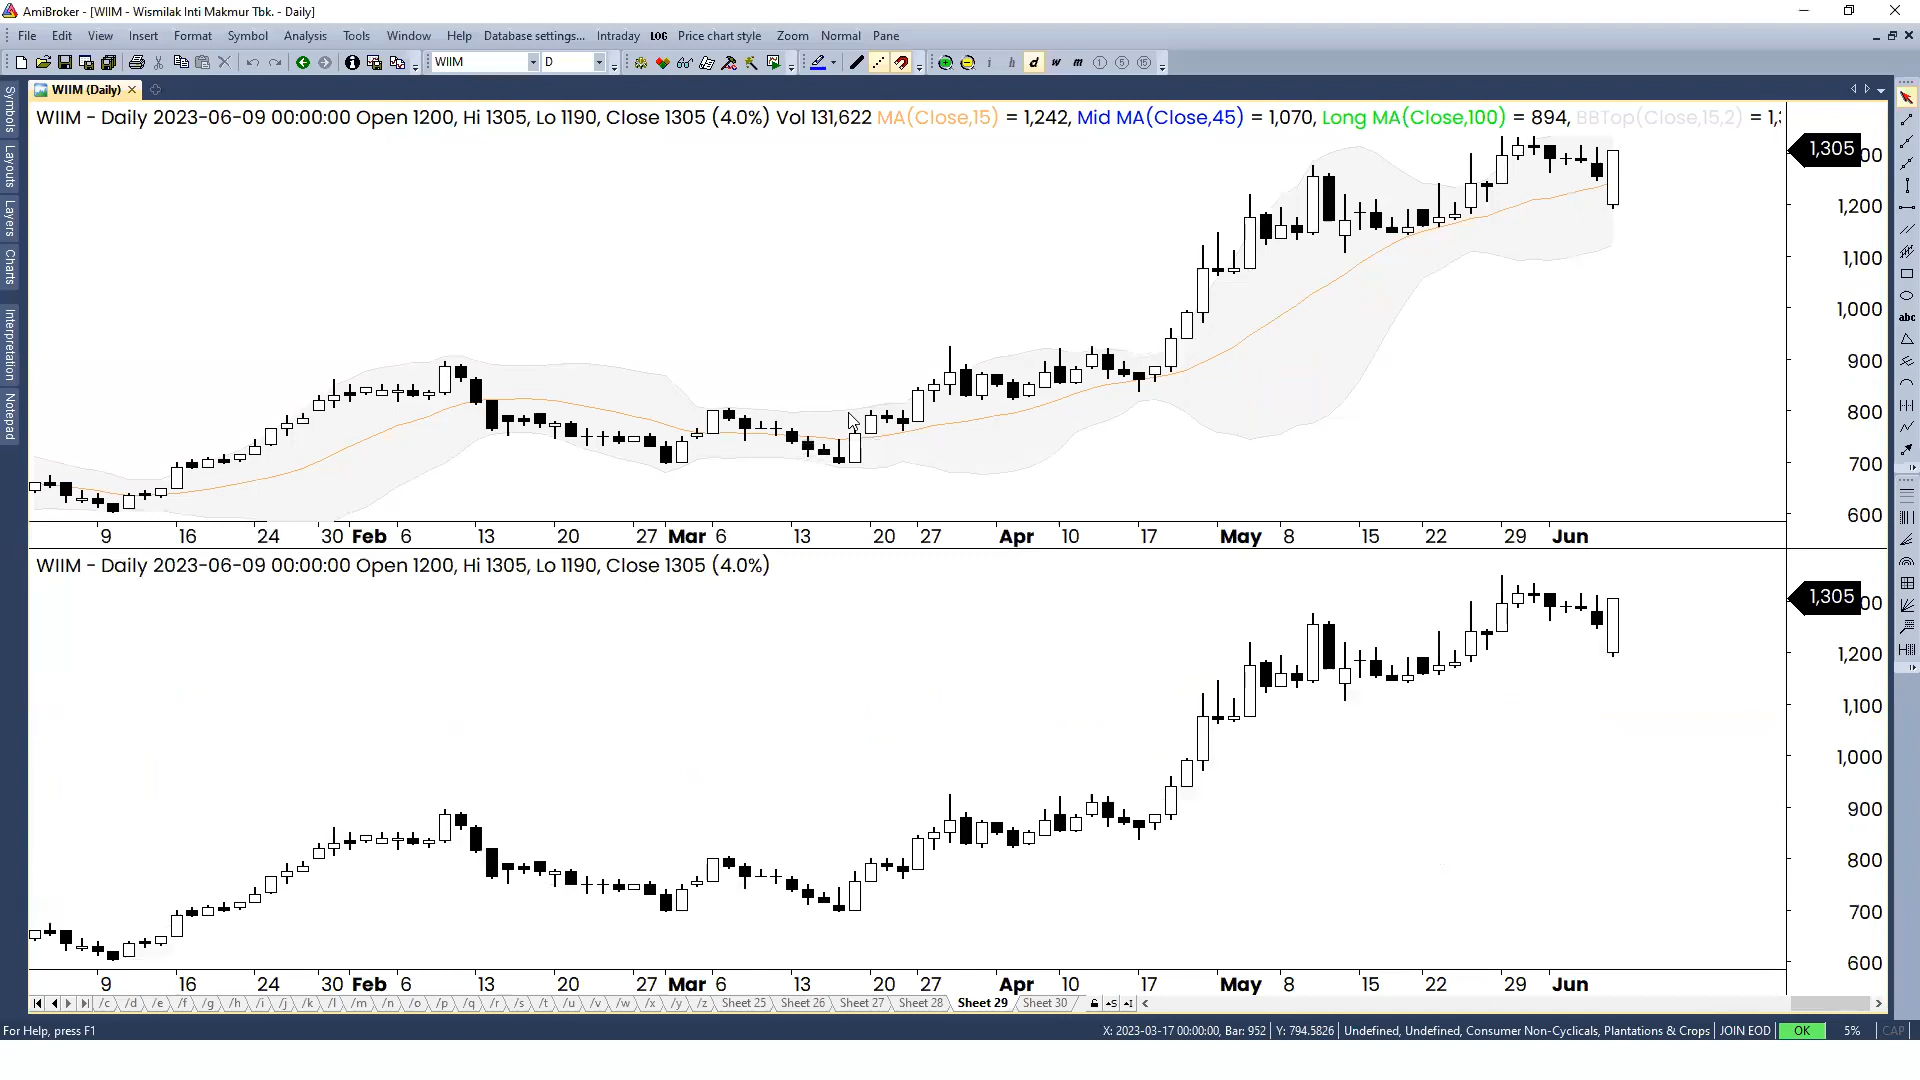 AmiBroker - [WIIM - Wismilak Inti Makmur Tbk. - Daily]
File Edit View Insert Format Symbol Analysis Tools Window Help Database settings... Intraday LOG Price chart style Zoom Normal Pane
WIIM D i h d w m 1 5 15
WIIM (Daily)
Symbols
Layouts
Layers
Charts
Interpretation
Notepad
abc
WIIM - Daily 2023-06-09 00:00:00 Open 1200, Hi 1305, Lo 1190, Close 1305 (4.0%) Vol 131,622 MA(Close,15) = 1,242, Mid MA(Close,45) = 1,070, Long MA(Close,100) = 894, BBTop(Close,15,2) = 1,
1,305
1,200
1,100
1,000
900
800
700
600
9 16 24 30 Feb 6 13 20 27 Mar 6 13 20 27 Apr 10 17 May 8 15 22 29 Jun
WIIM - Daily 2023-06-09 00:00:00 Open 1200, Hi 1305, Lo 1190, Close 1305 (4.0%)
1,305
1,200
1,100
1,000
900
800
700
600
9 16 24 30 Feb 6 13 20 27 Mar 6 13 20 27 Apr 10 17 May 8 15 22 29 Jun
/c /d /e /f /g /h /i /j /k /l /m /n /o /p /q /r /s /t /u /v /w /x /y /z Sheet 25 Sheet 26 Sheet 27 Sheet 28 Sheet 29 Sheet 30
For Help, press F1 X: 2023-03-17 00:00:00, Bar: 952 Y: 794.5826 Undefined, Undefined, Consumer Non-Cyclicals, Plantations & Crops JOIN EOD OK 5% CAP